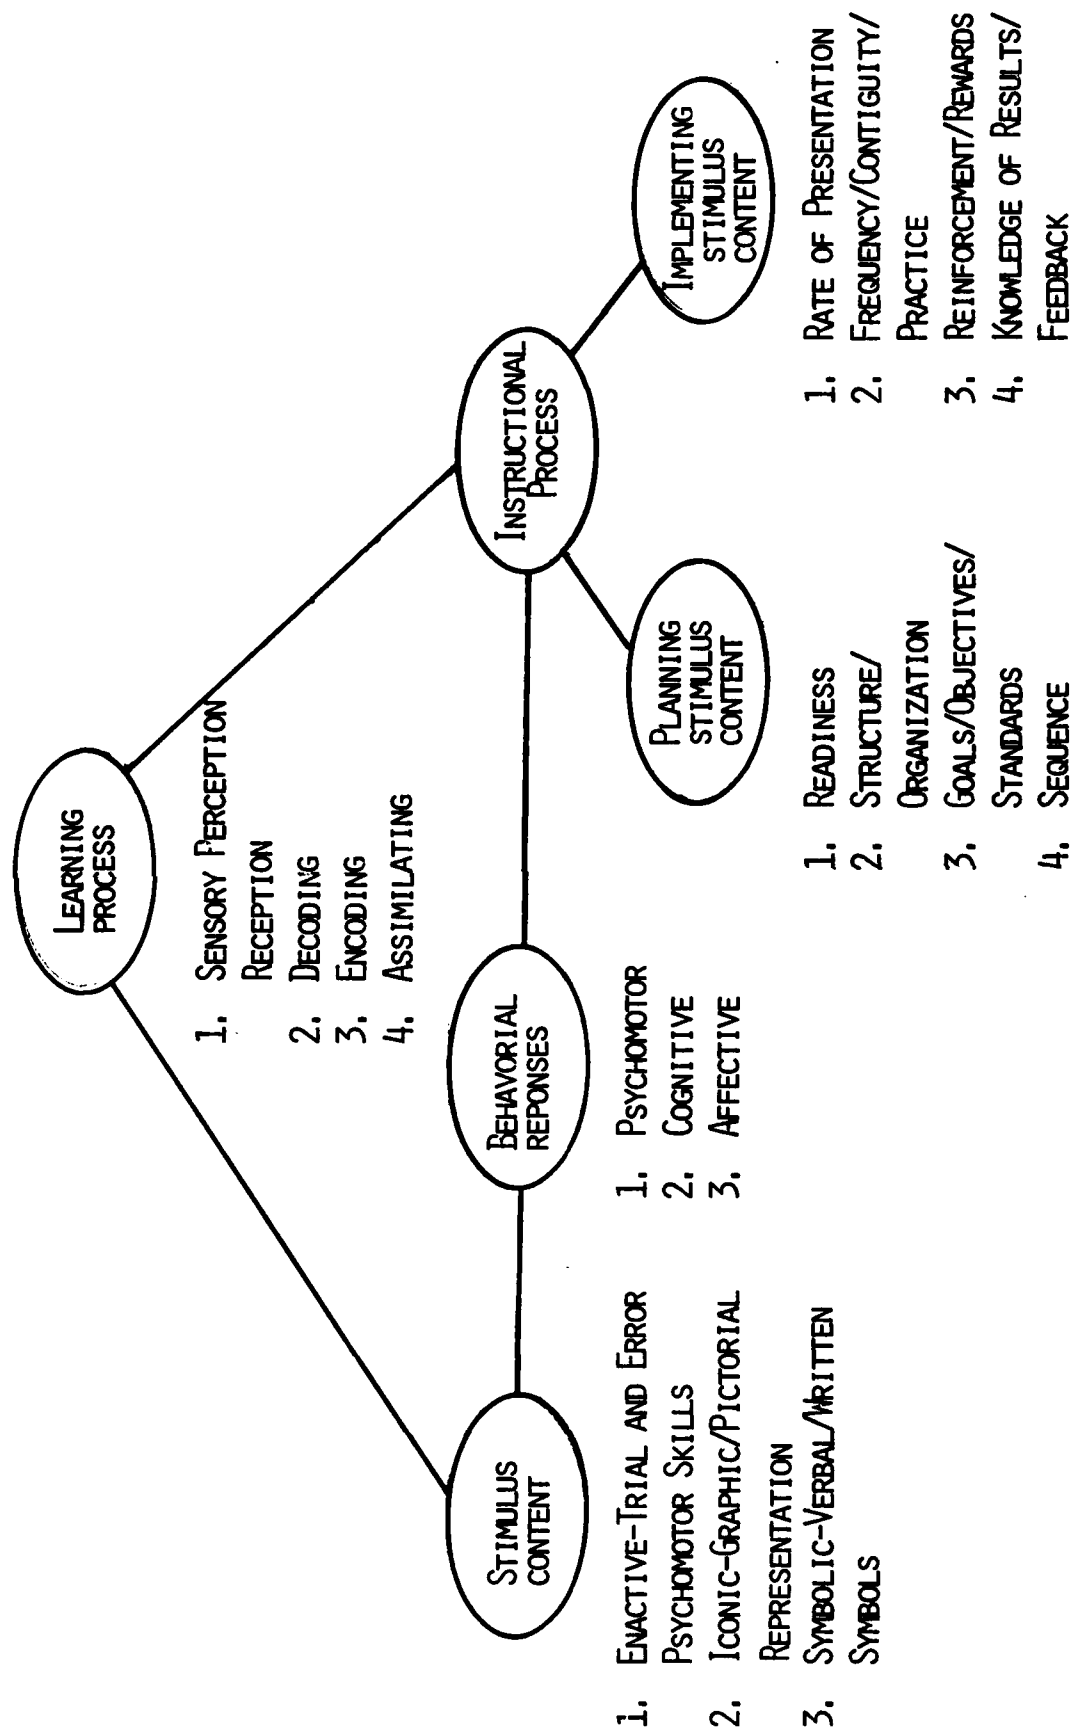 LEARNING
PROCESS
1. SENSORY PERCEPTION
RECEPTION
2. DECODING
3. ENCODING
4. ASSIMILATING
STIMULUS
CONTENT
1. ENACTIVE-TRIAL AND ERROR
PSYCHOMOTOR SKILLS
2. ICONIC-GRAPHIC/PICTORIAL
REPRESENTATION
3. SYMBOLIC-VERBAL/WRITTEN
SYMBOLS
BEHAVORIAL
REPONSES
1. PSYCHOMOTOR
2. COGNITIVE
3. AFFECTIVE
INSTRUCTIONAL
PROCESS
PLANNING
STIMULUS
CONTENT
1. READINESS
2. STRUCTURE/
ORGANIZATION
3. GOALS/OBJECTIVES/
STANDARDS
4. SEQUENCE
IMPLEMENTING
STIMULUS
CONTENT
1. RATE OF PRESENTATION
2. FREQUENCY/CONTIGUITY/
PRACTICE
3. REINFORCEMENT/REWARDS
4. KNOWLEDGE OF RESULTS/
FEEDBACK